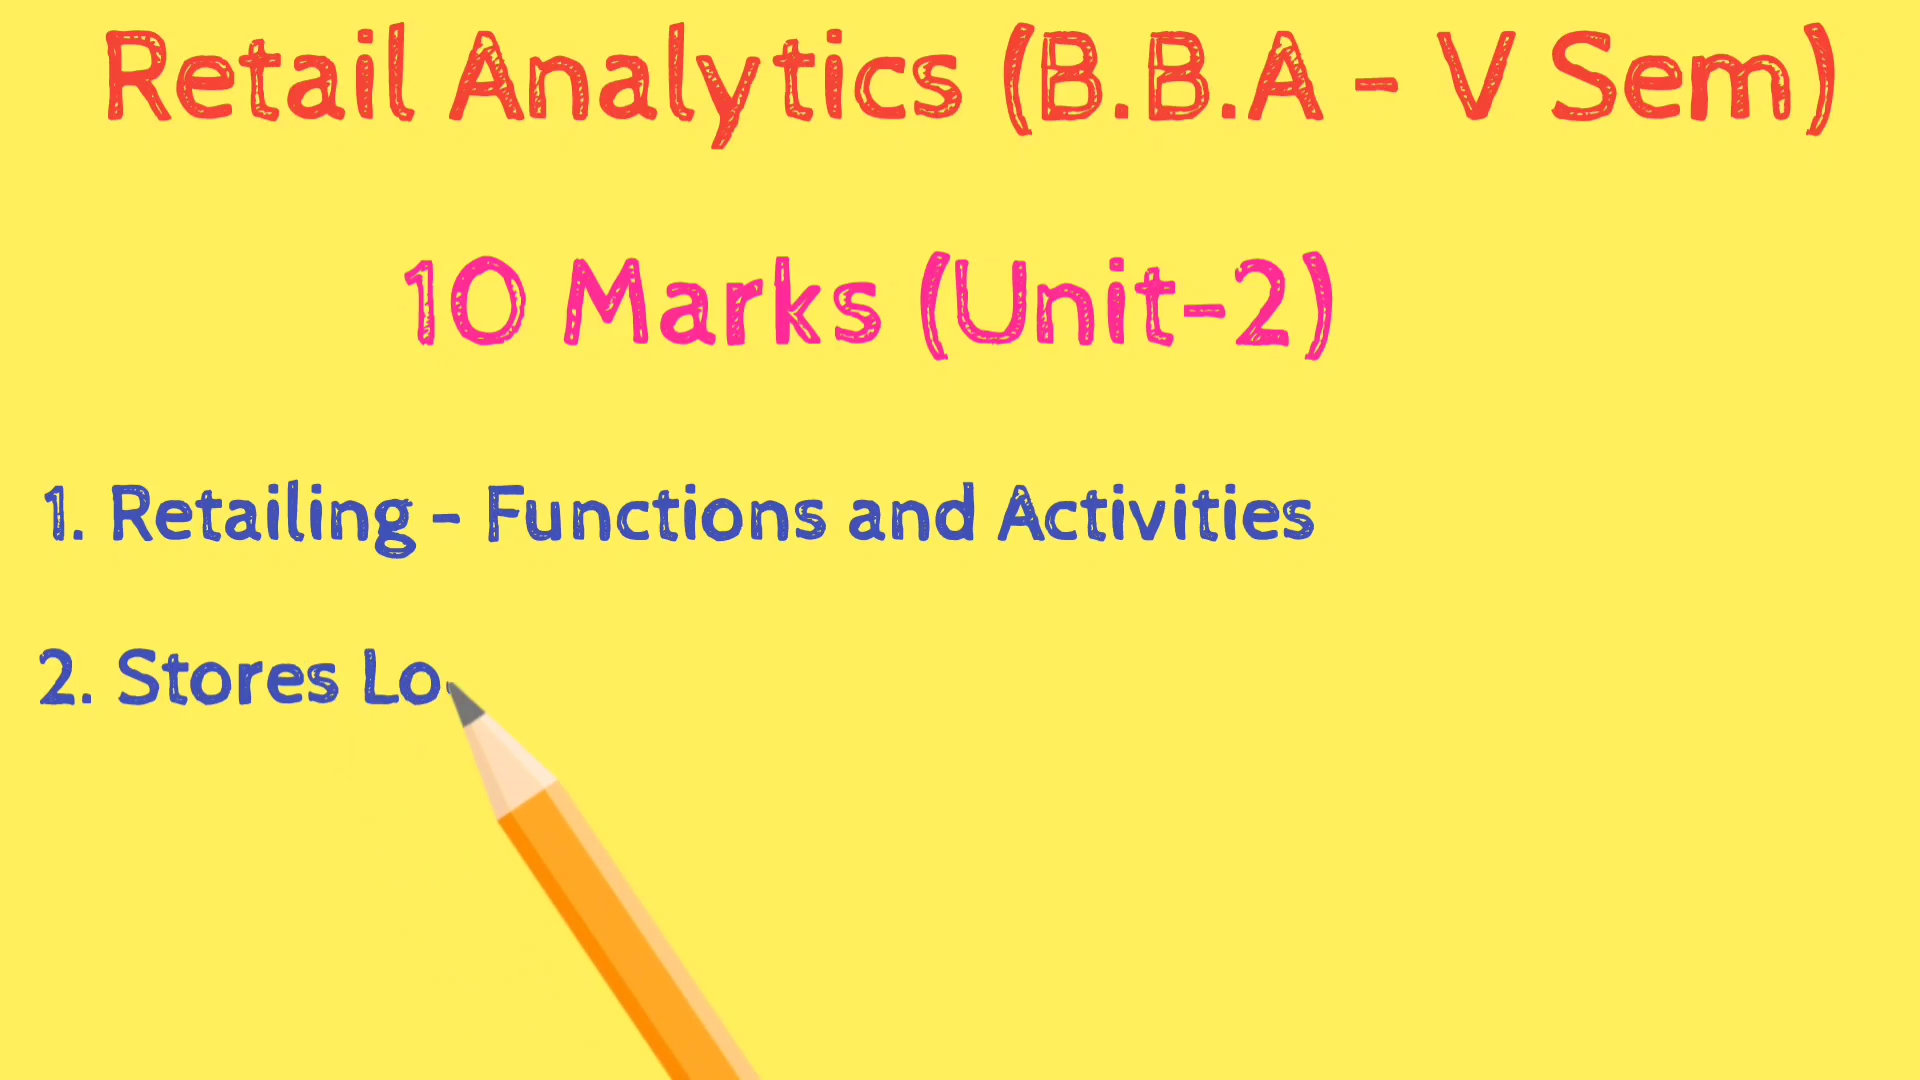 Retail Analytics (B.B.A - V Sem)
10 Marks (Unit-2)
1. Retailing - Functions and Activities
2. Stores Lo